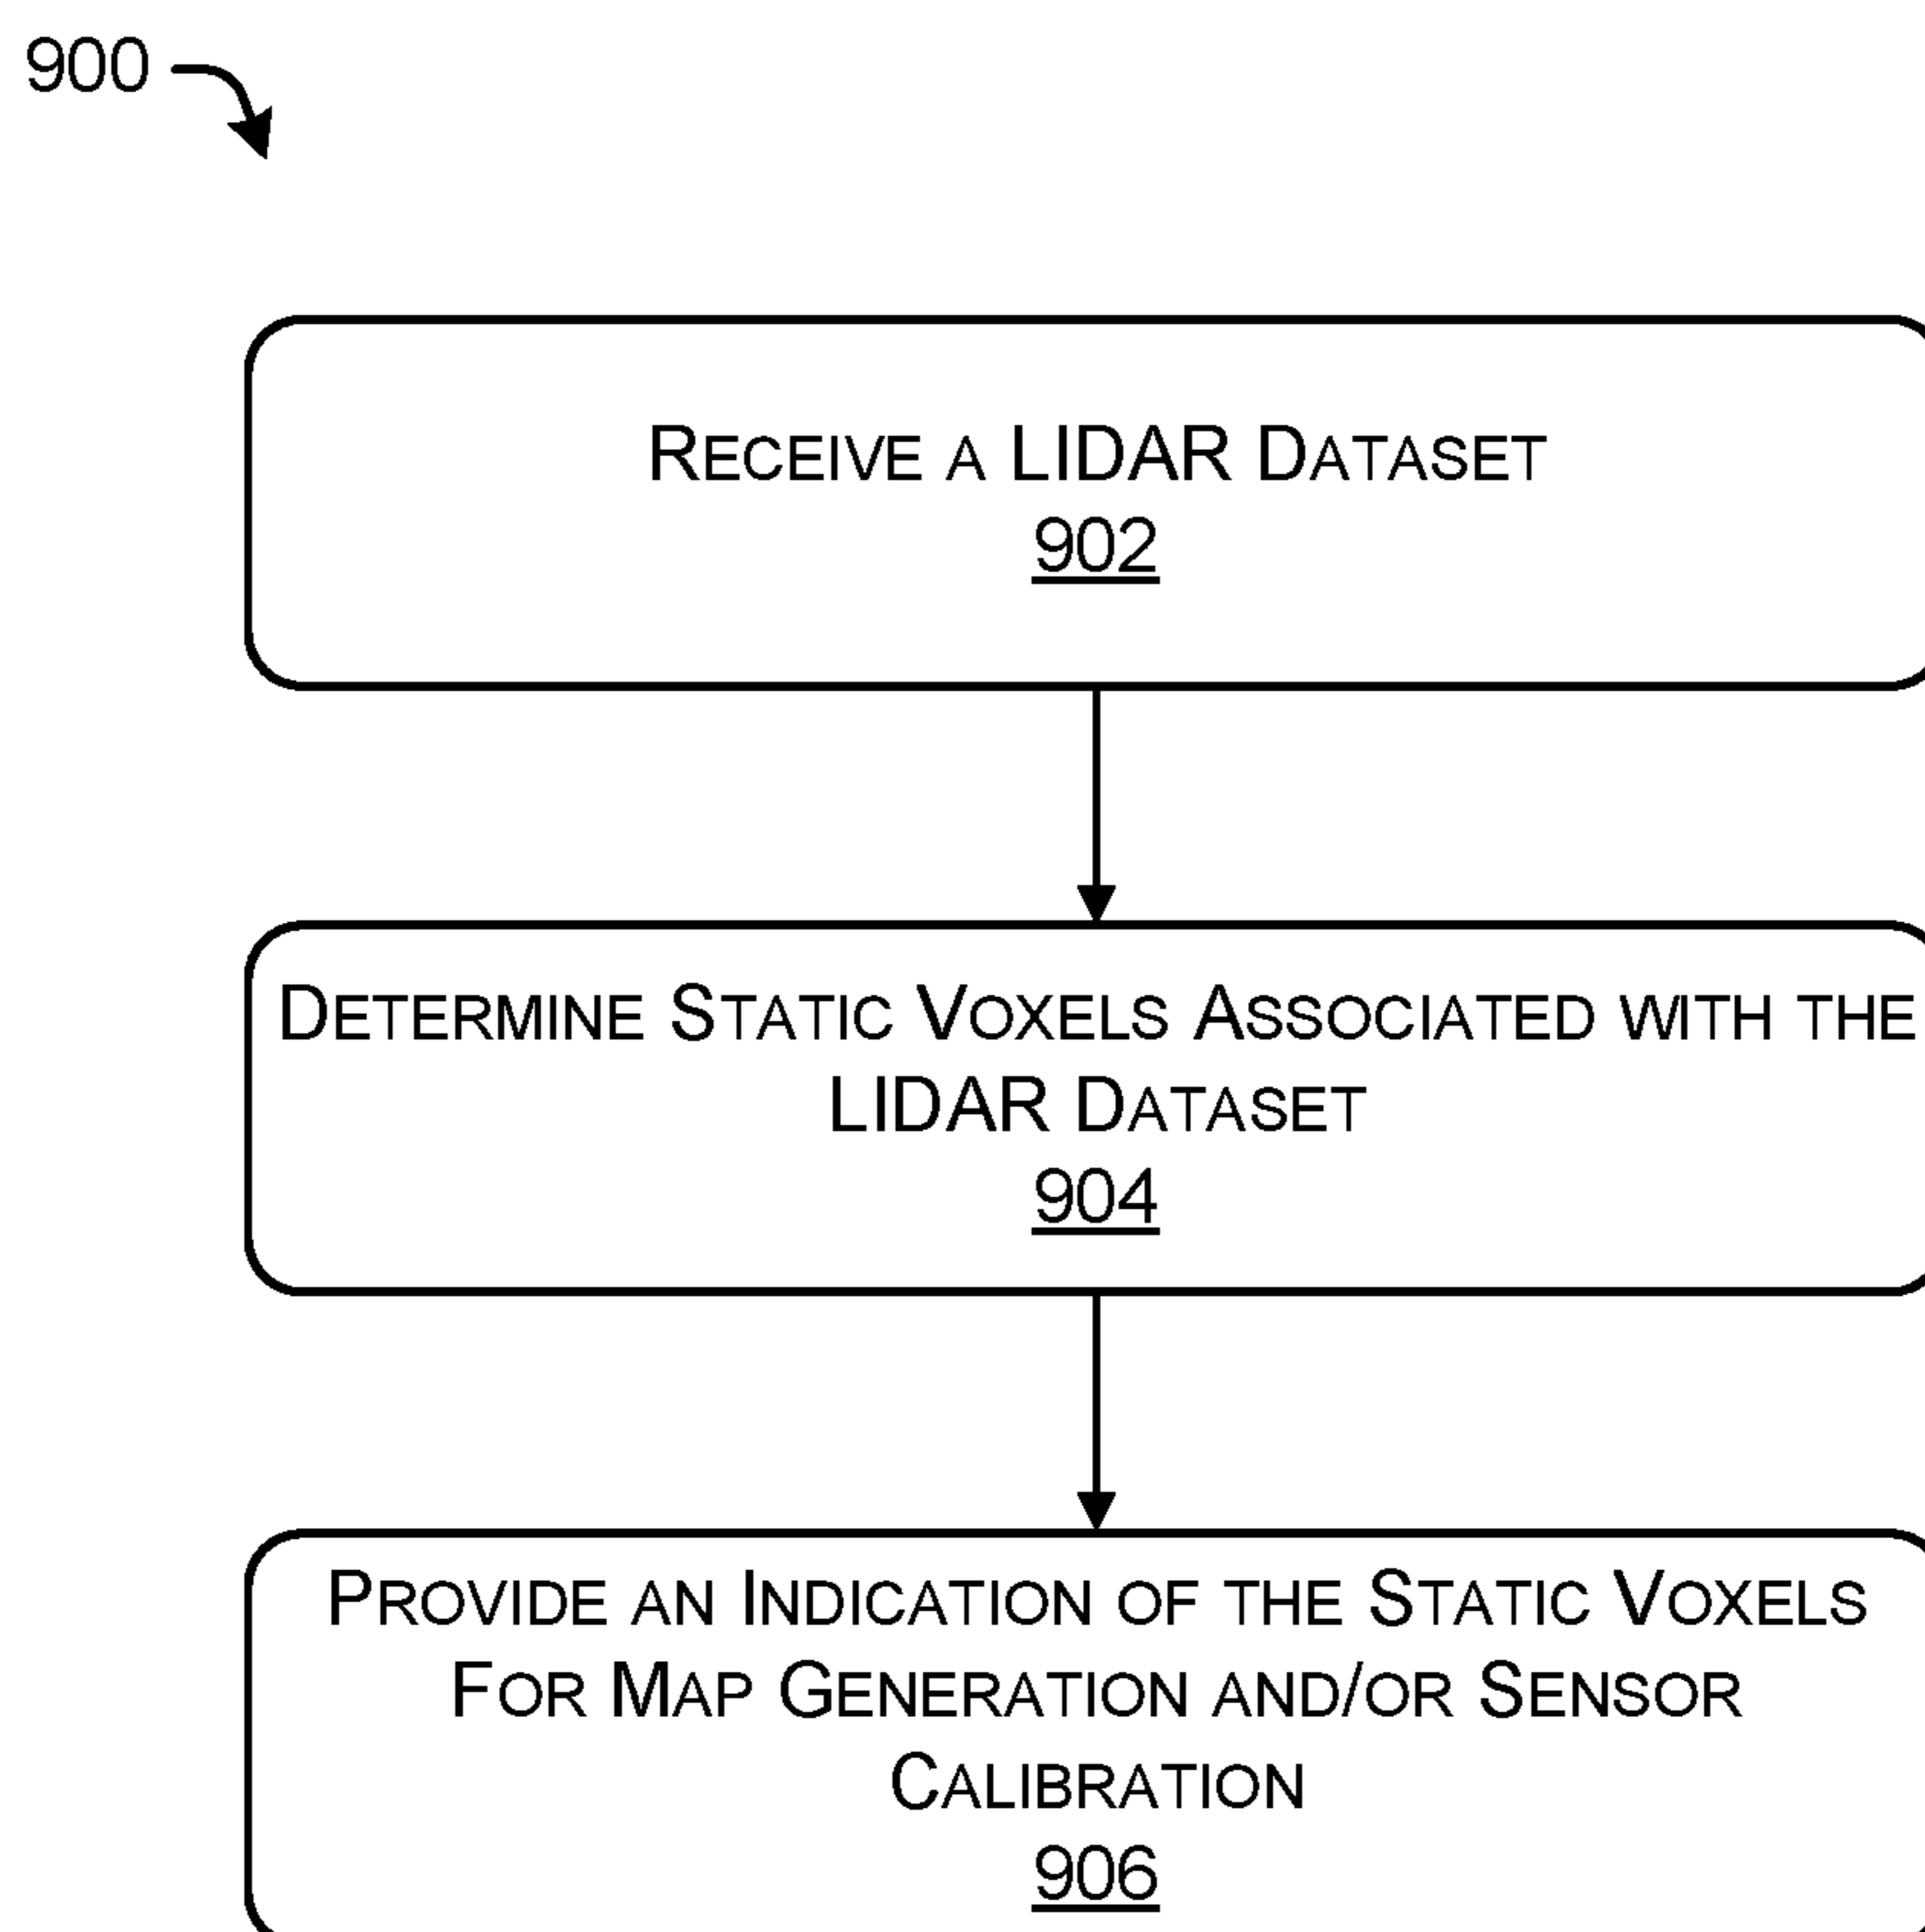 900
Receive a LIDAR Dataset
902
Determine Static Voxels Associated with the
LIDAR Dataset
904
Provide an Indication of the Static Voxels
For Map Generation and/or Sensor
Calibration
906